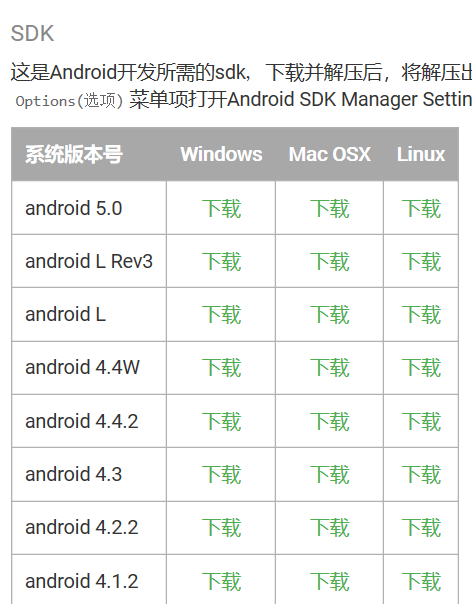 SDK
这是Android开发所需的sdk，下载并解压后，将解压出
Options(选项) 菜单项打开Android SDK Manager Settin
系统版本号 Windows Mac OSX Linux
android 5.0 下载 下载 下载
android L Rev3 下载 下载 下载
android L 下载 下载 下载
android 4.4W 下载 下载 下载
android 4.4.2 下载 下载 下载
android 4.3 下载 下载 下载
android 4.2.2 下载 下载 下载
android 4.1.2 下载 下载 下载